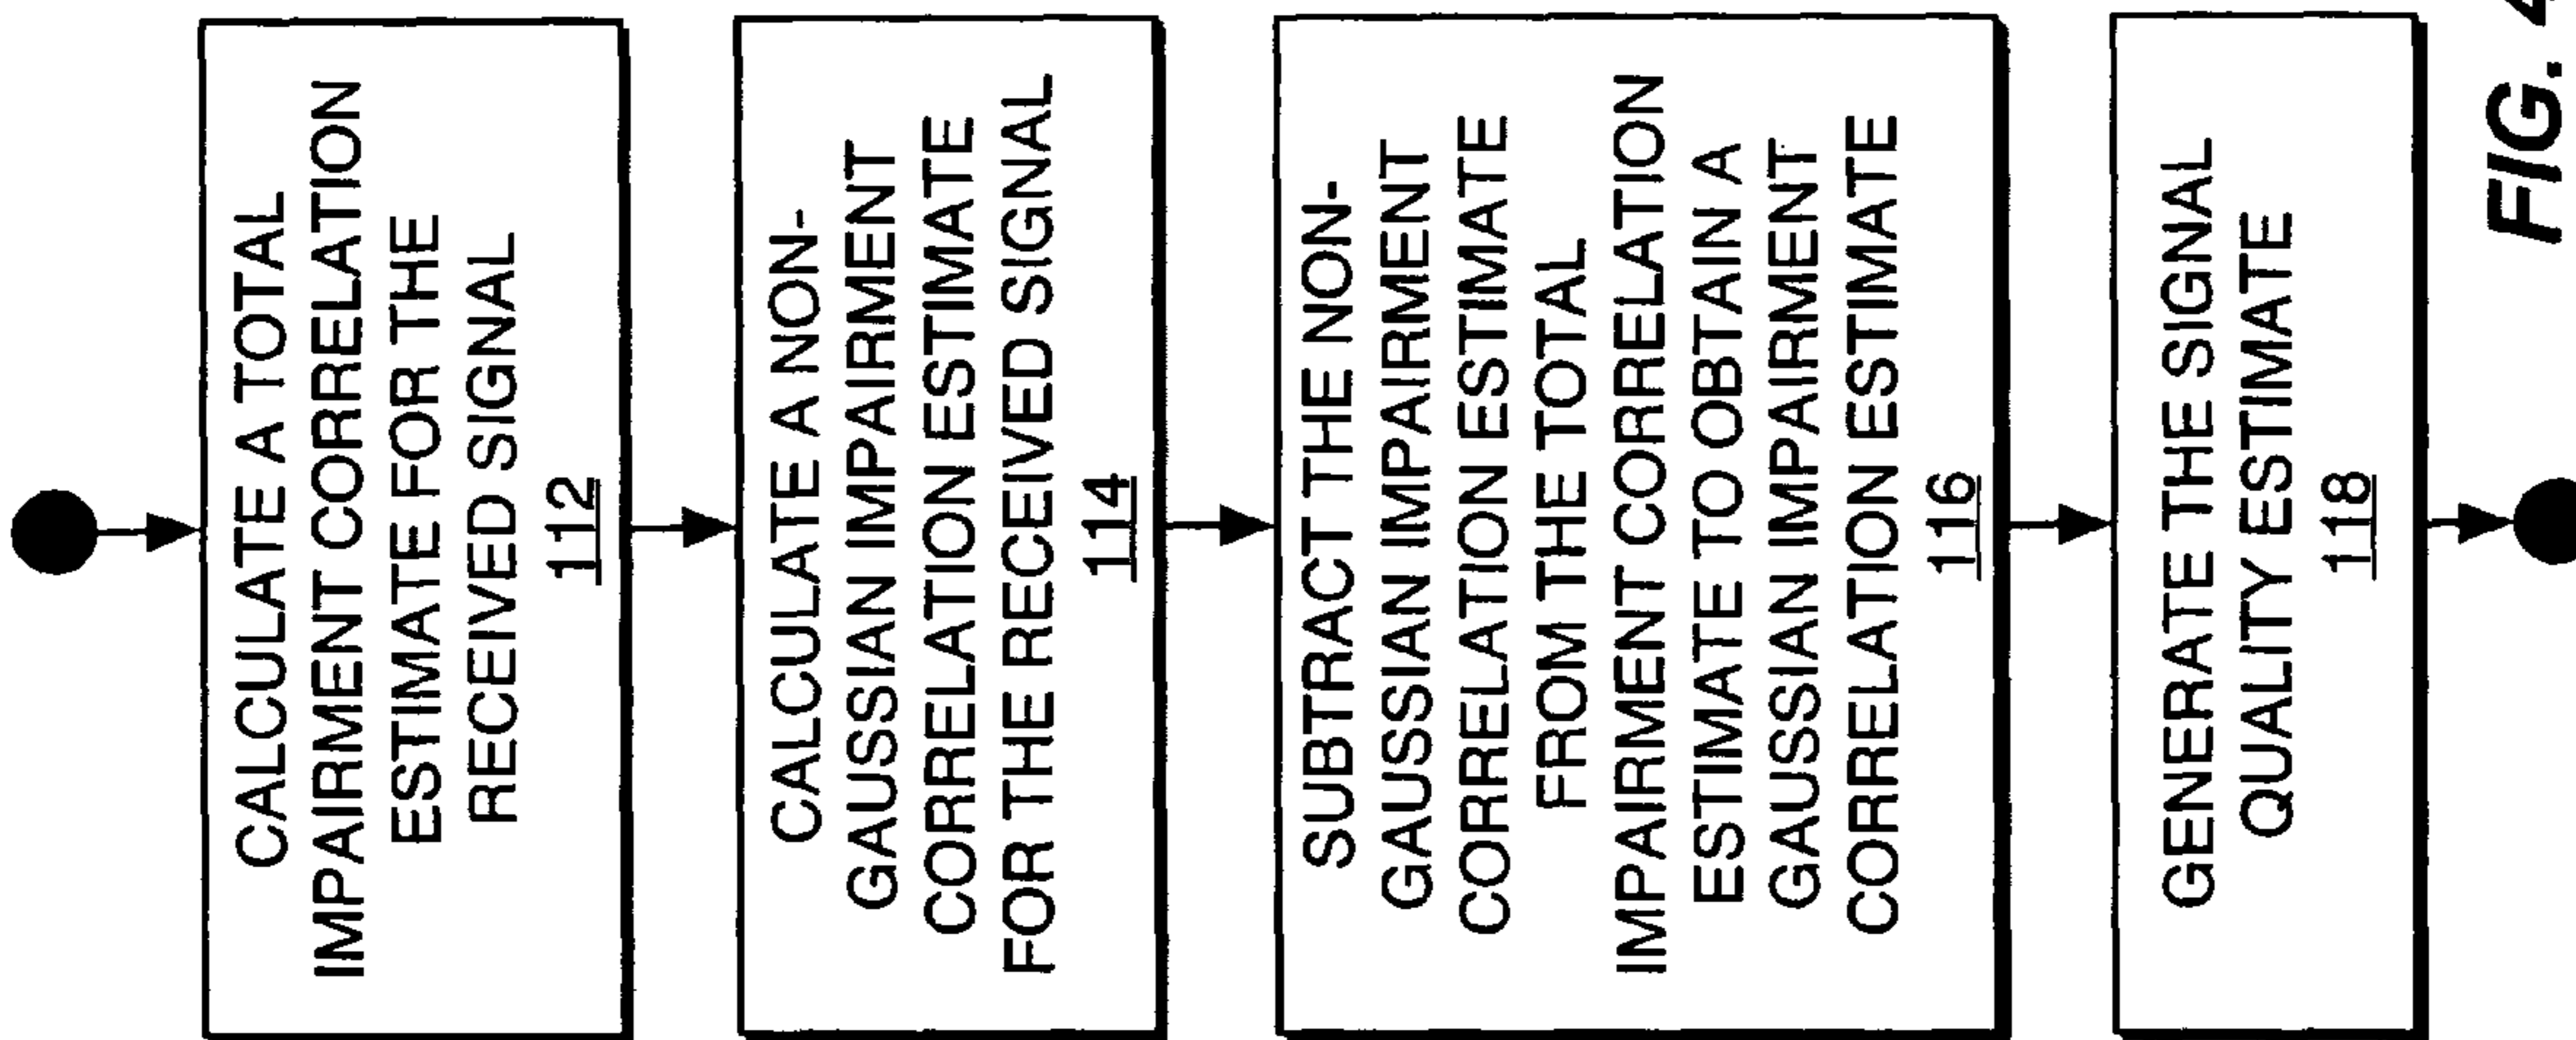 CALCULATE A TOTAL
IMPAIRMENT CORRELATION
ESTIMATE FOR THE
RECEIVED SIGNAL
112
CALCULATE A NON-
GAUSSIAN IMPAIRMENT
CORRELATION ESTIMATE
FOR THE RECEIVED SIGNAL
114
SUBTRACT THE NON-
GAUSSIAN IMPAIRMENT
CORRELATION ESTIMATE
FROM THE TOTAL
IMPAIRMENT CORRELATION
ESTIMATE TO OBTAIN A
GAUSSIAN IMPAIRMENT
CORRELATION ESTIMATE
116
GENERATE THE SIGNAL
QUALITY ESTIMATE
118
FIG. 4